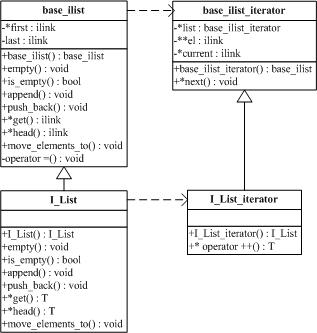 base_ilist
-*first : ilink
-last : ilink
+base_ilist() : base_ilist
+empty() : void
+is_empty() : bool
+append() : void
+push_back() : void
+*get() : ilink
+*head() : ilink
+move_elements_to() : void
-operator =() : void
base_ilist_iterator
-*list : base_ilist_iterator
-**el : ilink
-*current : ilink
+base_ilist_iterator() : base_ilist
+*next() : void
I_List
+I_List() : I_List
+empty() : void
+is_empty() : bool
+append() : void
+push_back() : void
+*get() : T
+*head() : T
+move_elements_to() : void
I_List_iterator
+I_List_iterator() : I_List
+* operator ++() : T